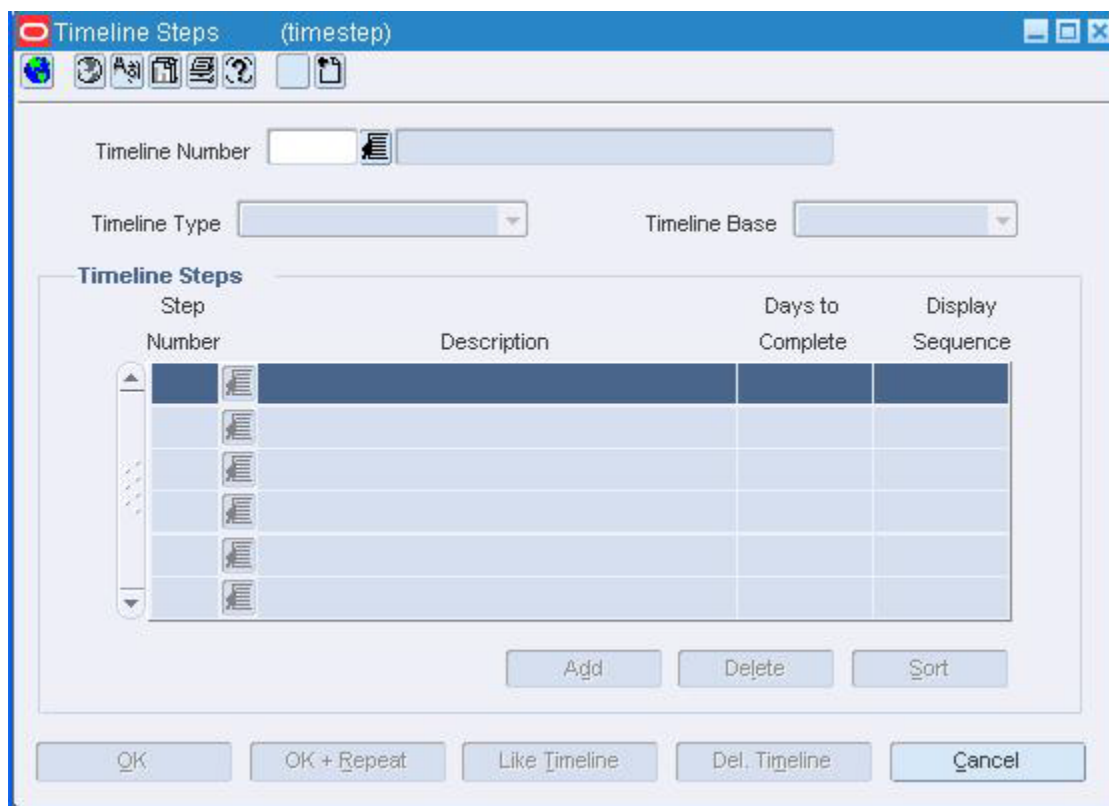 Timeline Steps (timestep)
Timeline Number
Timeline Type Timeline Base
Timeline Steps
Step Days to Display
Number Description Complete Sequence
Add Delete Sort
OK OK + Repeat Like Timeline Del. Timeline Cancel